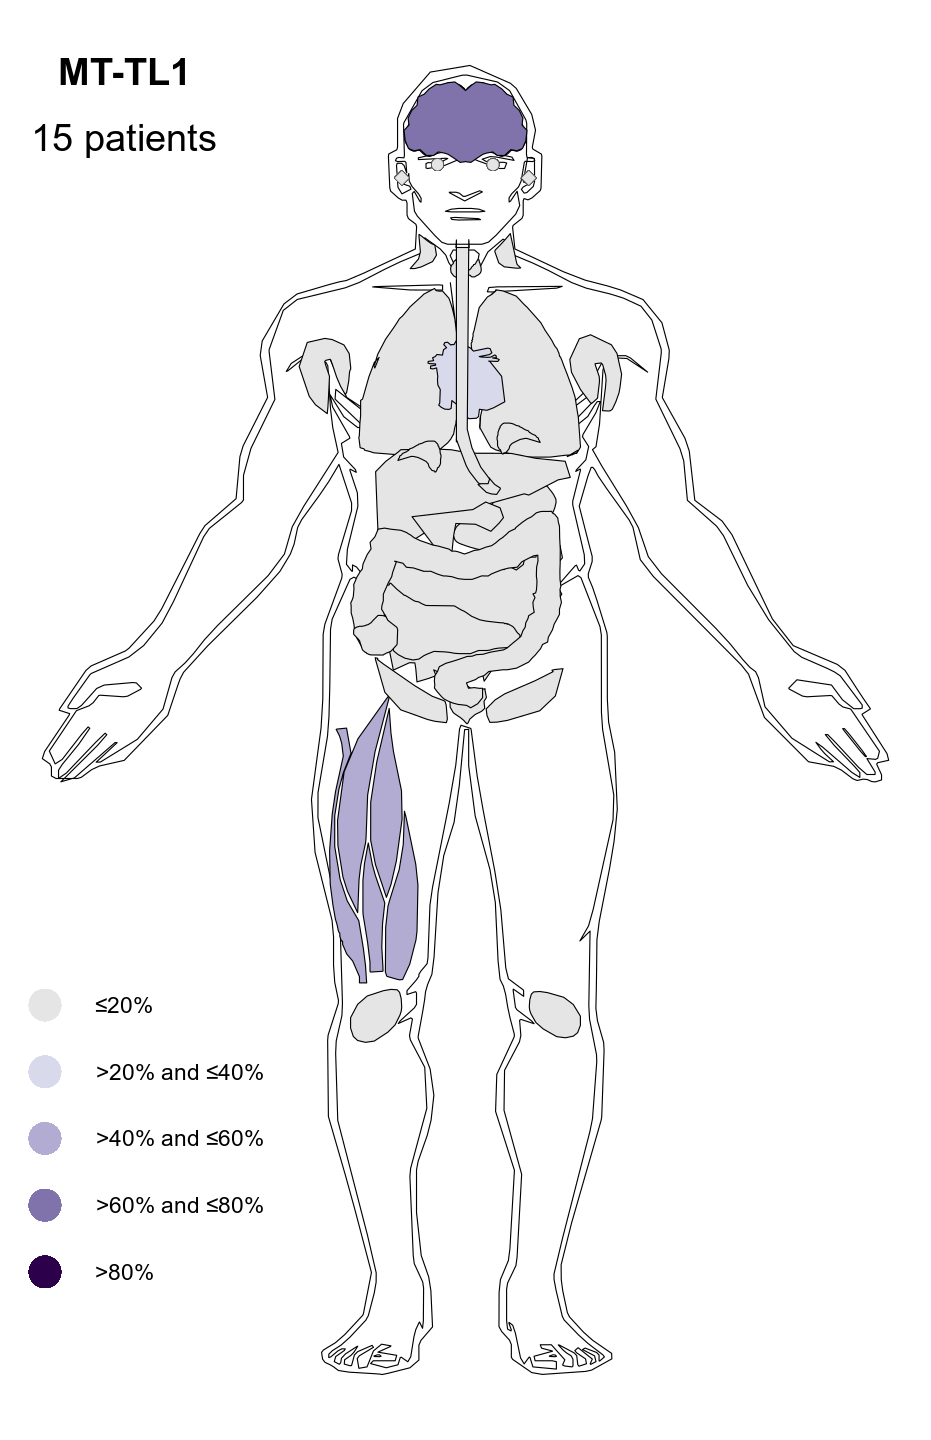 MT-TL1
15 patients
≤20%
>20% and ≤40%
>40% and ≤60%
>60% and ≤80%
>80%